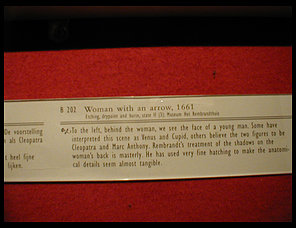 B 202 Woman with an arrow, 1661
Etching, drypoint and burin, state II (3), Museum Het Rembrandthuis
De voorstelling
als Cleopatra
t heel fijne
lijken.
To the left, behind the woman, we see the face of a young man. Some have
interpreted this scene as Venus and Cupid, others believe the two figures to be
Cleopatra and Marc Anthony. Rembrandt's treatment of the shadows on the
woman's back is masterly. He has used very fine hatching to make the anatomi-
cal details seem almost tangible.